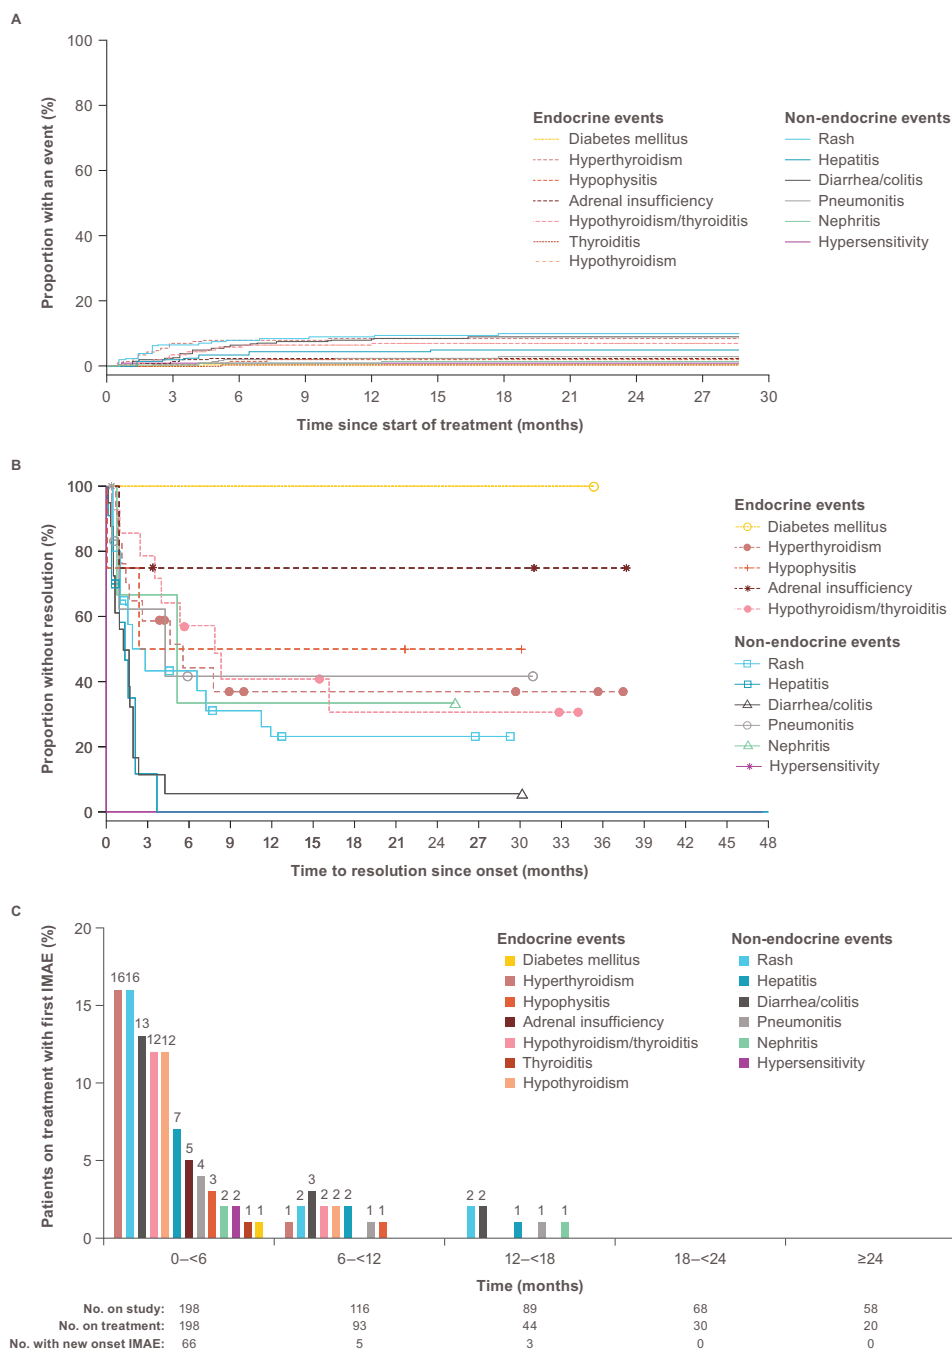 A
Proportion with an event (%)
100
80
60
40
20
0
0 3 6 9 12 15 18 21 24 28 30
Time since start of treatment (months)
Endocrine events
Diabetes mellitus
Hyperthyroidism
Hypophysitis
Adrenal insufficiency
Hypothyroidism/thyroiditis
Thyroiditis
Hypothyroidism
Non-endocrine events
Rash
Hepatitis
Diarrhea/colitis
Pneumonitis
Nephritis
Hypersensitivity
B
Proportion without resolution (%)
100
80
60
40
20
0
0 3 6 9 12 15 18 21 24 27 30 33 36 39 42 45 48
Time to resolution since onset (months)
Endocrine events
Diabetes mellitus
Hyperthyroidism
Hypophysitis
Adrenal insufficiency
Hypothyroidism/thyroiditis
Non-endocrine events
Rash
Hepatitis
Diarrhea/colitis
Pneumonitis
Nephritis
Hypersensitivity
C
Patients on treatment with first IMAE (%)
20
15
10
5
0
16 16 13 12 12 7 5 4 3 2 2 1 1
1 2 3 2 2 2 1 1
2 2 1 1 1
Endocrine events
Diabetes mellitus
Hyperthyroidism
Hypophysitis
Adrenal insufficiency
Hypothyroidism/thyroiditis
Thyroiditis
Hypothyroidism
Non-endocrine events
Rash
Hepatitis
Diarrhea/colitis
Pneumonitis
Nephritis
Hypersensitivity
0–<6 6–<12 12–<18 18–<24 ≥24
Time (months)
No. on study: 198 116 89 68 58
No. on treatment: 198 93 44 30 20
No. with new onset IMAE: 66 5 3 0 0